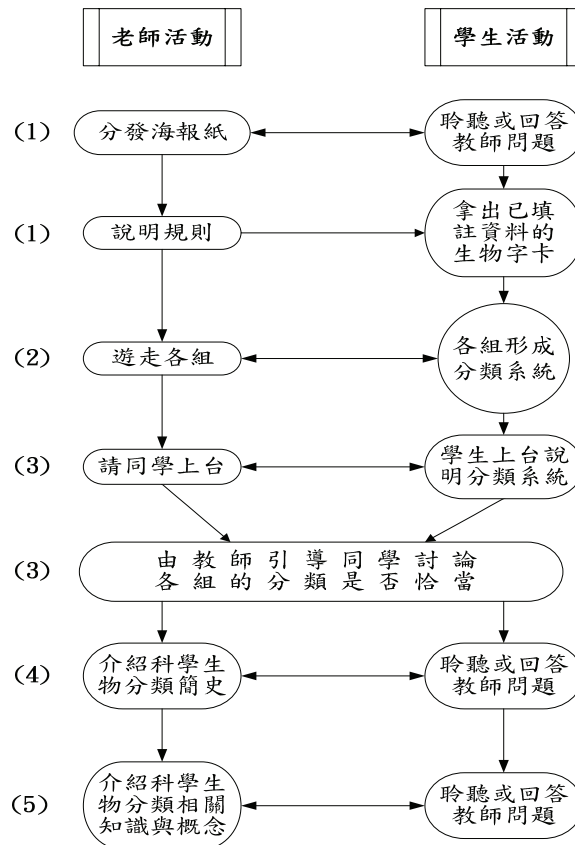 老師活動
學生活動
(1)
分發海報紙
聆聽或回答
教師問題
(1)
說明規則
拿出已填
註資料的
生物字卡
(2)
遊走各組
各組形成
分類系統
(3)
請同學上台
學生上台說
明分類系統
(3)
由教師引導同學討論
各組的分類是否恰當
(4)
介紹科學生
物分類簡史
聆聽或回答
教師問題
(5)
介紹科學生
物分類相關
知識與概念
聆聽或回答
教師問題